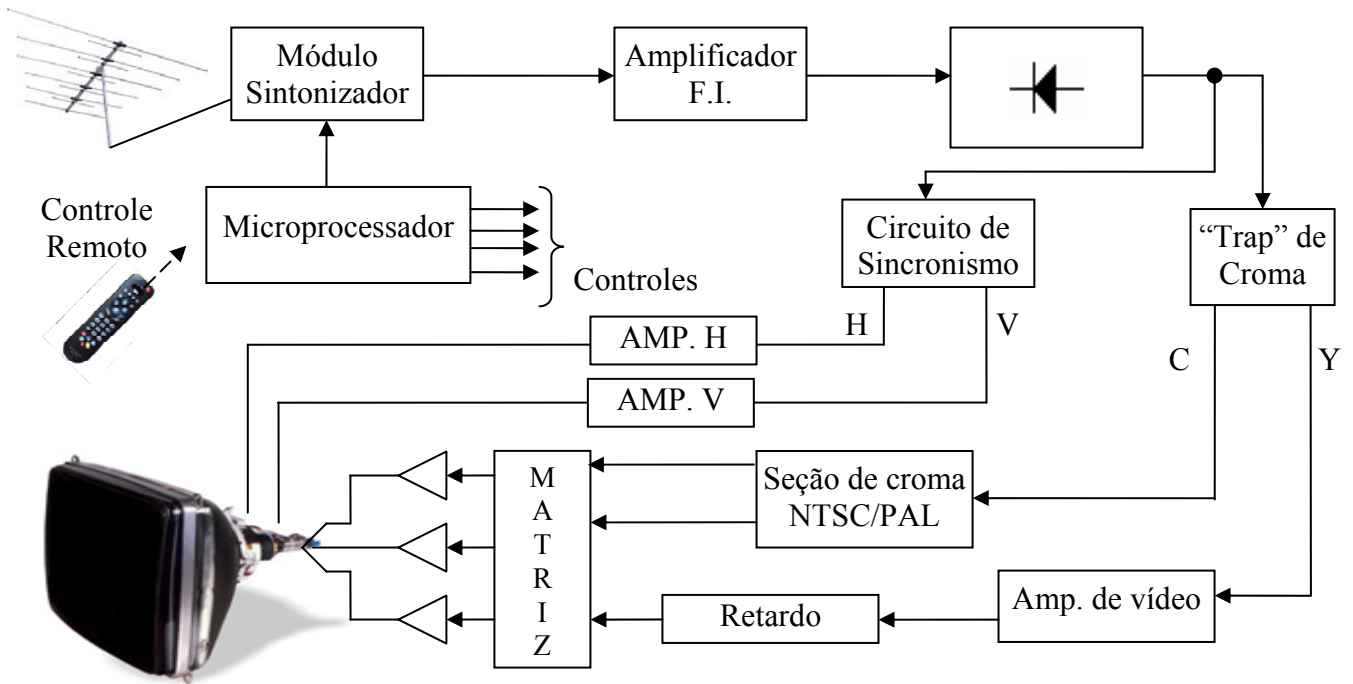 Módulo
Sintonizador
Amplificador
F.I.
Controle
Remoto
Microprocessador
Controles
Circuito de
Sincronismo
“Trap” de
Croma
H
V
C
Y
AMP. H
AMP. V
M
A
T
R
I
Z
Seção de croma
NTSC/PAL
Retardo
Amp. de vídeo